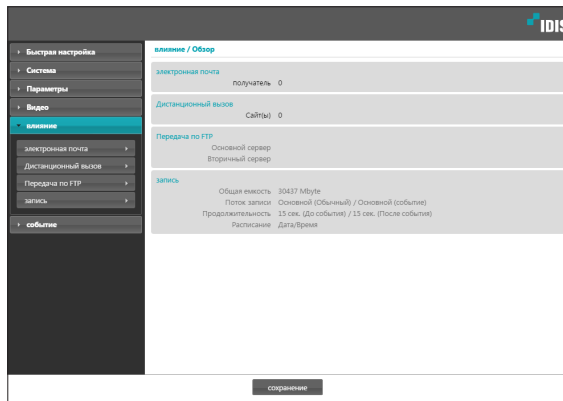 IDIS
Быстрая настройка
Система
Параметры
Видео
влияние
электронная почта
Дистанционный вызов
Передача по FTP
запись
событие
влияние / Обзор
электронная почта
получатель 0
Дистанционный вызов
Сайт(ы) 0
Передача по FTP
Основной сервер
Вторичный сервер
запись
Общая емкость 30437 Mbyte
Поток записи Основной (Обычный) / Основной (событие)
Продолжительность 15 сек. (До события) / 15 сек. (После события)
Расписание Дата/Время
сохранение